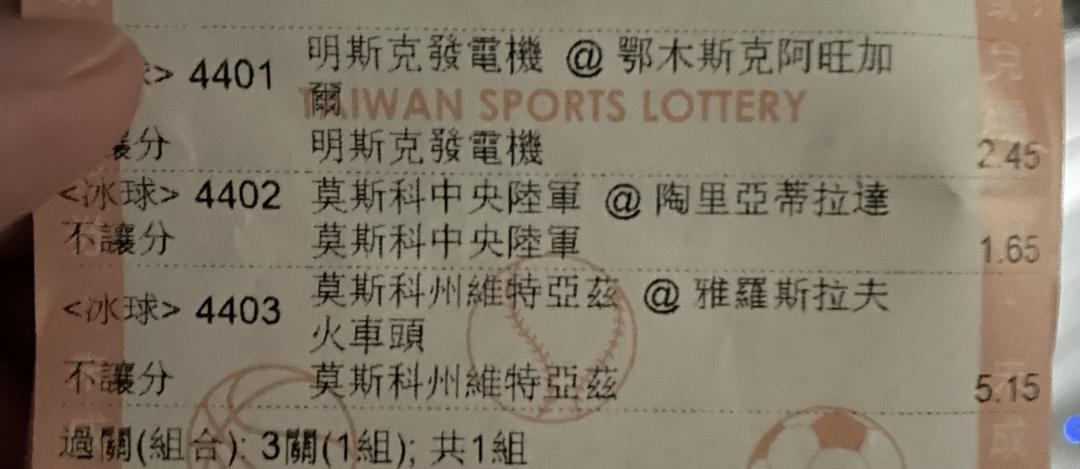 球> 4401 明斯克發電機 @ 鄂木斯克阿旺加
爾
TAIWAN SPORTS LOTTERY
讓分 明斯克發電機 2.45
<冰球> 4402 莫斯科中央陸軍 @ 陶里亞蒂拉達
不讓分 莫斯科中央陸軍 1.65
<冰球> 4403 莫斯科州維特亞茲 @ 雅羅斯拉夫
火車頭
不讓分 莫斯科州維特亞茲 5.15
過關(組合): 3關(1組); 共1組